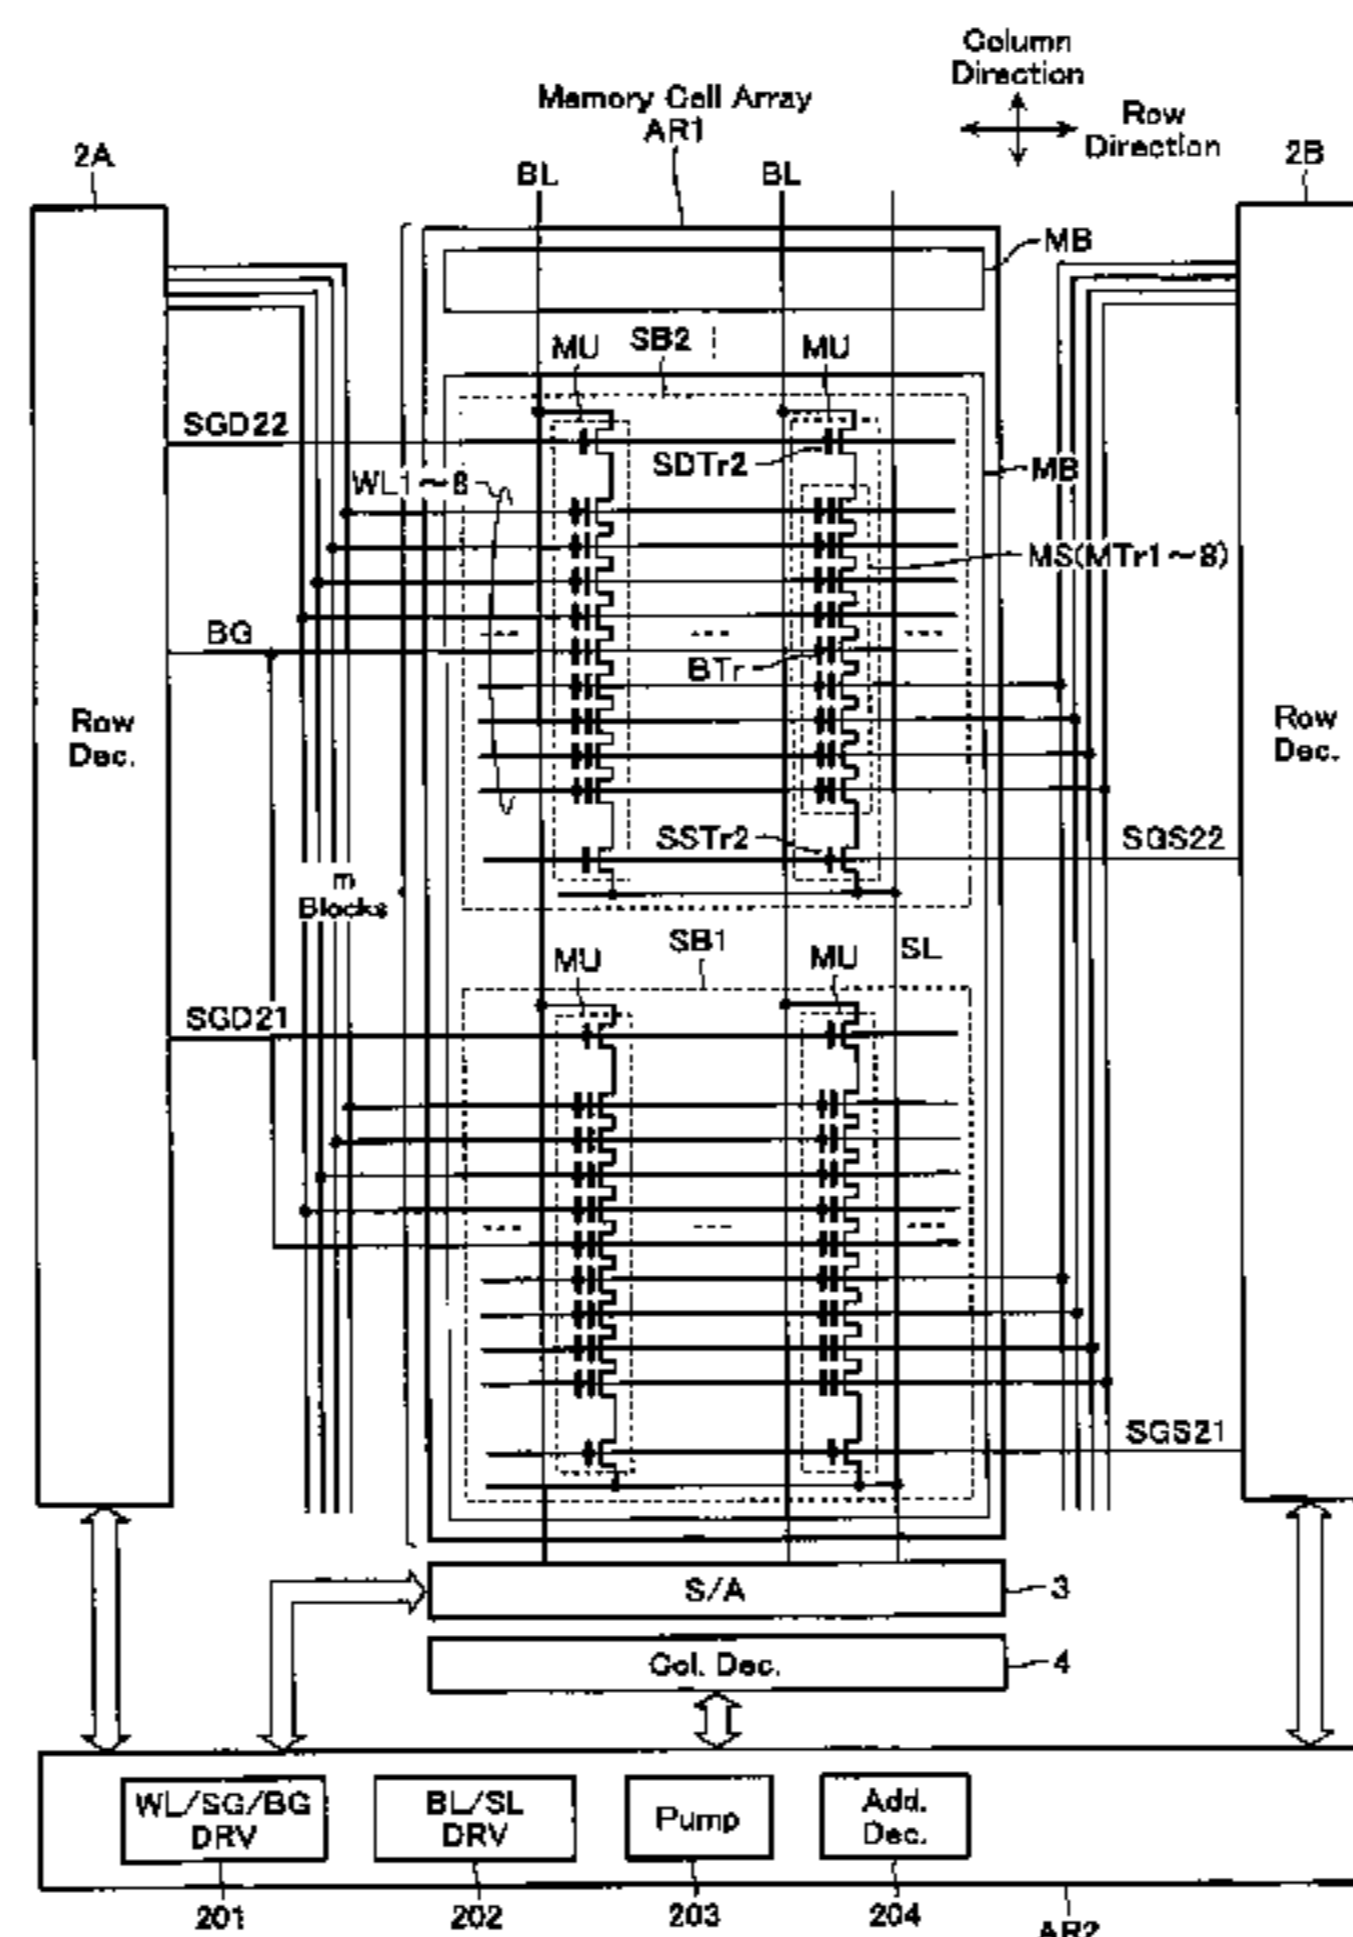 Column
Direction
Row
Direction
Memory Cell Array
AR1
2A
2B
BL
BL
MB
MU
SB2
MU
SGD22
SDTr2
MB
WL1~8
MS(MTr1~8)
BG
BTr
Row
Dec.
Row
Dec.
SSTr2
SGS22
m
Blocks
SB1
SL
MU
MU
SGD21
SGS21
S/A
3
Col. Dec.
4
WL/SG/BG
DRV
BL/SL
DRV
Pump
Add.
Dec.
201
202
203
204
AR2